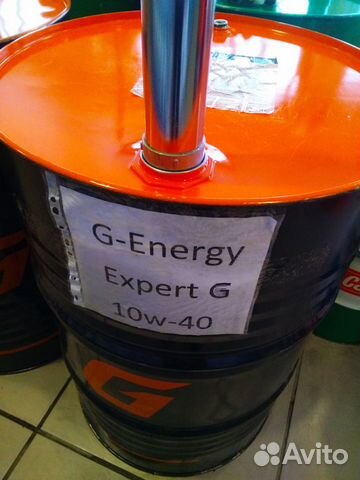 G-Energy
Expert G
10w-40
G
Avito